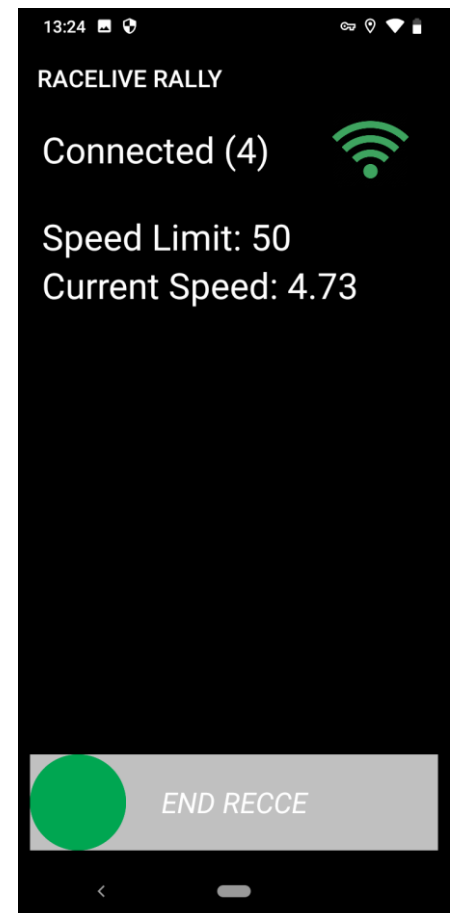 13:24
RACELIVE RALLY
Connected (4)
Speed Limit: 50
Current Speed: 4.73
END RECCE